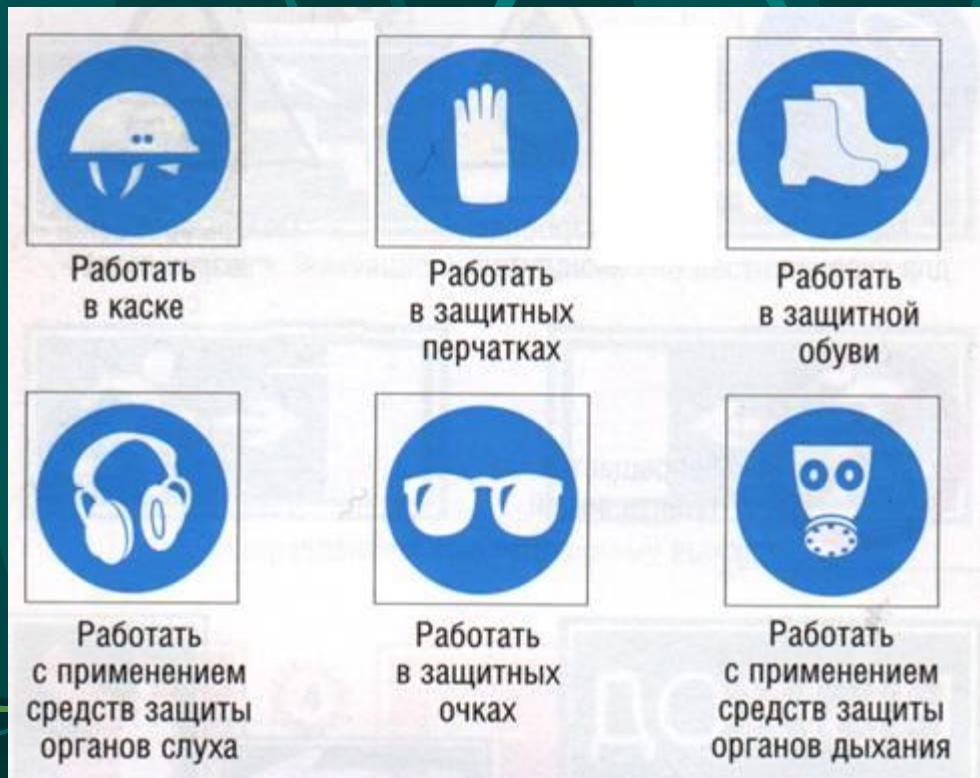 Работать
в каске
Работать
в защитных
перчатках
Работать
в защитной
обуви
Работать
с применением
средств защиты
органов слуха
Работать
в защитных
очках
Работать
с применением
средств защиты
органов дыхания